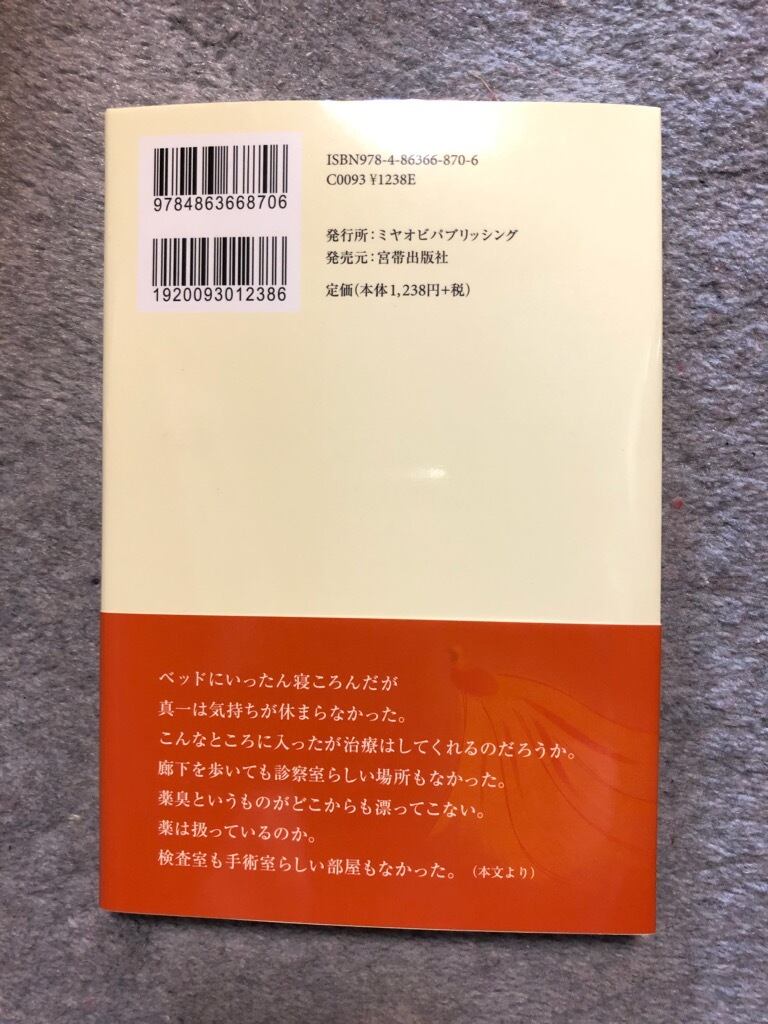 9784863668706
1920093012386
ISBN978-4-86366-870-6
C0093 ¥1238E
発行所：ミヤオビパブリッシング
発売元：宮帯出版社
定価（本体1,238円+税）
ベッドにいったん寝ころんだが
真一は気持ちが休まらなかった。
こんなところに入ったが治療はしてくれるのだろうか。
廊下を歩いても診察室らしい場所もなかった。
薬臭というものがどこからも漂ってこない。
薬は扱っているのか。
検査室も手術室らしい部屋もなかった。（本文より）